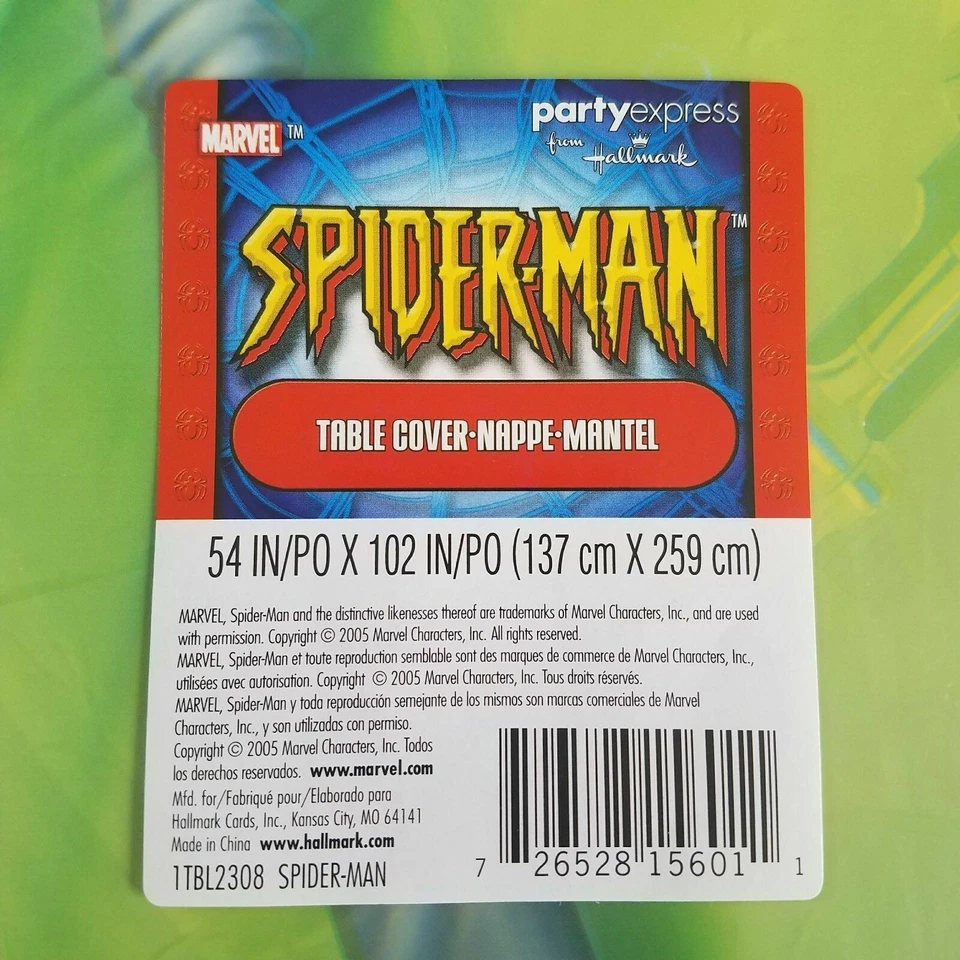 MARVEL™
partyexpress
from Hallmark
SPIDER-MAN™
TABLE COVER•NAPPE•MANTEL
54 IN/PO X 102 IN/PO (137 cm X 259 cm)
MARVEL, Spider-Man and the distinctive likenesses thereof are trademarks of Marvel Characters, Inc., and are used
with permission. Copyright © 2005 Marvel Characters, Inc. All rights reserved.
MARVEL, Spider-Man et toute reproduction semblable sont des marques de commerce de Marvel Characters, Inc.,
utilisées avec autorisation. Copyright © 2005 Marvel Characters, Inc. Tous droits réservés.
MARVEL, Spider-Man y toda reproducción semejante de los mismos son marcas comerciales de Marvel
Characters, Inc., y son utilizadas con permiso.
Copyright © 2005 Marvel Characters, Inc. Todos
los derechos reservados. www.marvel.com
Mfd. for/Fabriqué pour/Elaborado para
Hallmark Cards, Inc., Kansas City, MO 64141
Made in China www.hallmark.com
1TBL2308 SPIDER-MAN
7 26528 15601 1